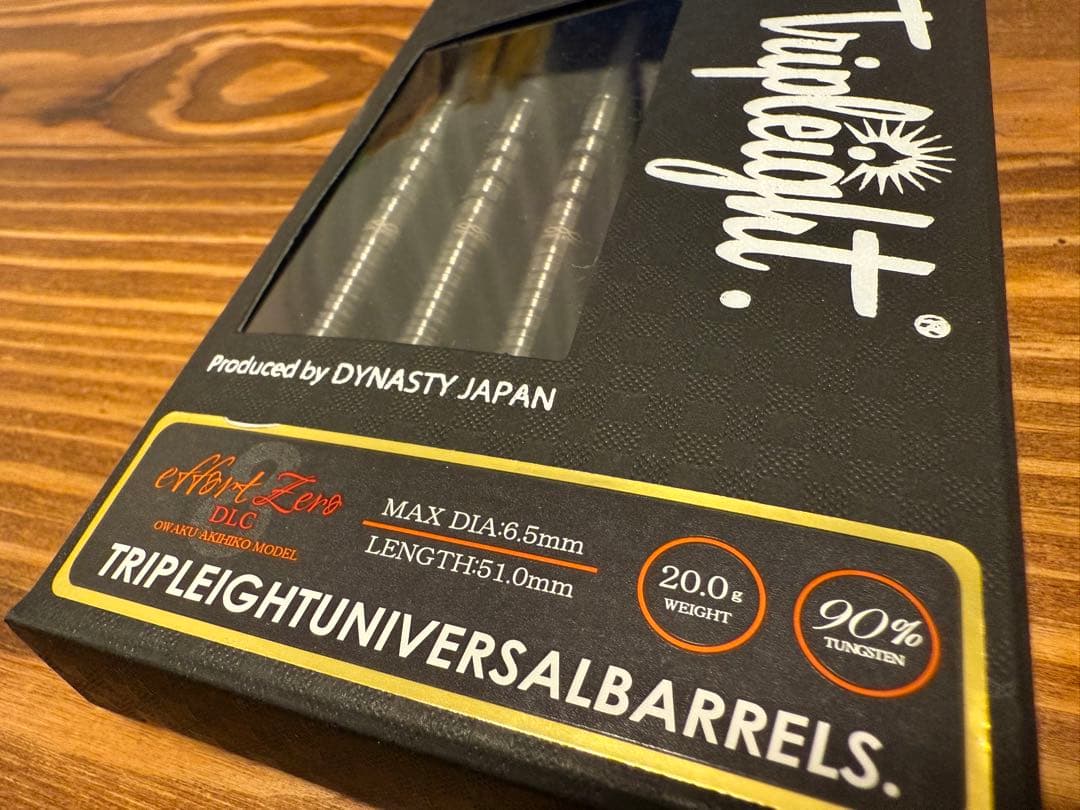 Tripleight.
®
Produced by DYNASTY JAPAN
effort Zero
DLC
OWAKU AKIHIKO MODEL
MAX DIA:6.5mm
LENGTH:51.0mm
20.0g
WEIGHT
90%
TUNGSTEN
TRIPLEIGHTUNIVERSALBARRELS.